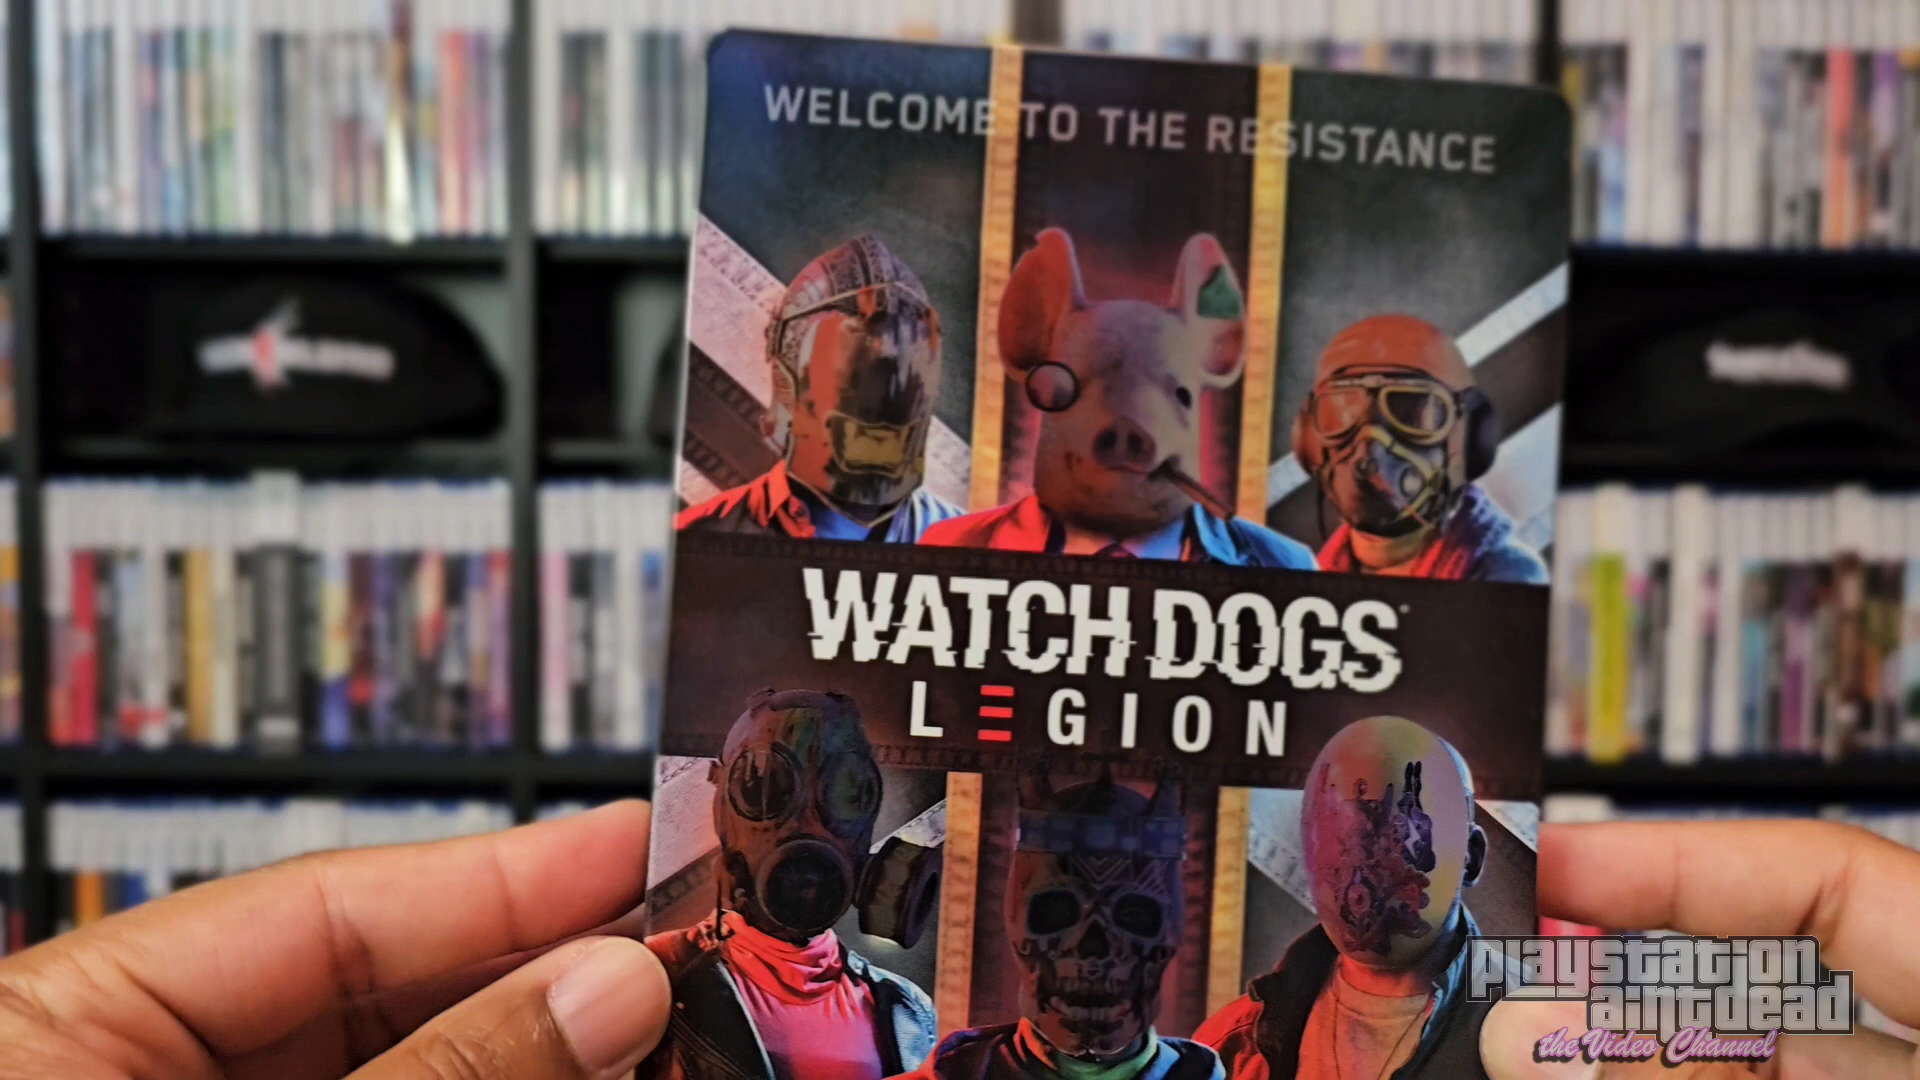 WELCOME TO THE RESISTANCE
WATCH DOGS
LEGION
playstation
aintdead
the Video Channel